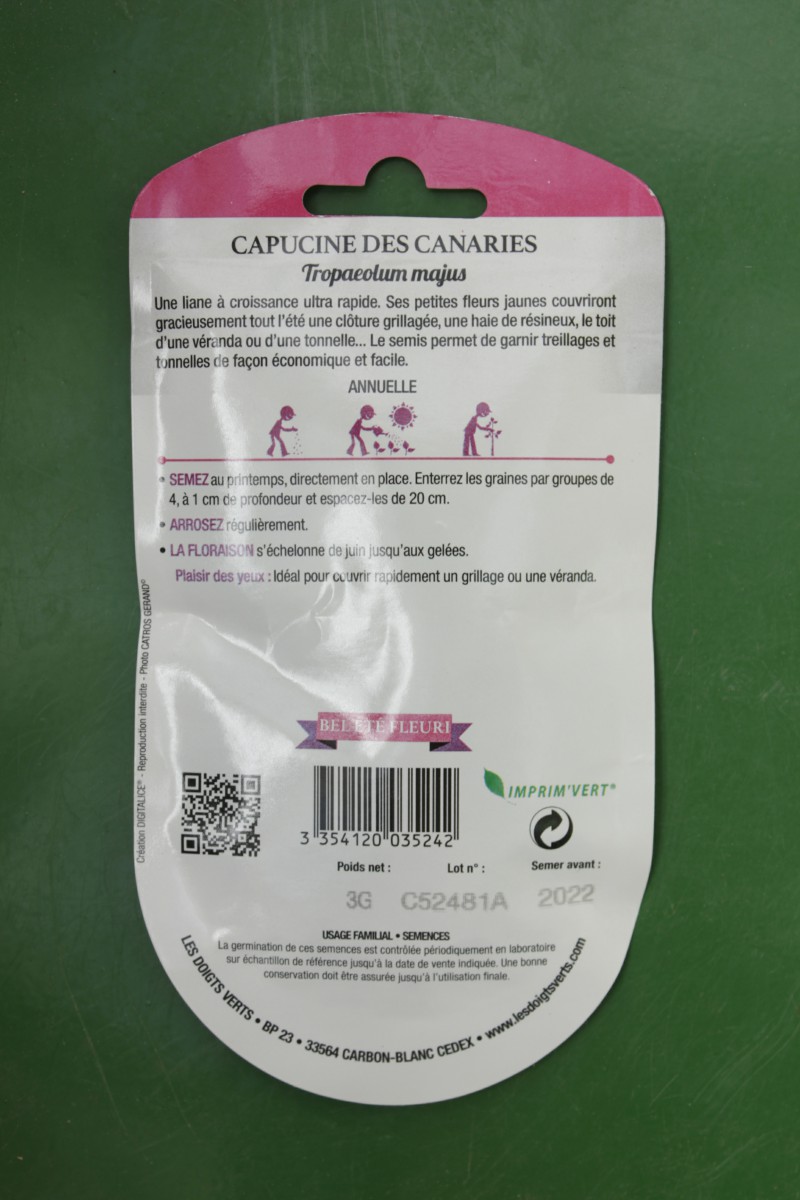 CAPUCINE DES CANARIES
Tropaeolum majus
Une liane à croissance ultra rapide. Ses petites fleurs jaunes couvriront
gracieusement tout l'été une clôture grillagée, une haie de résineux, le toit
d'une véranda ou d'une tonnelle... Le semis permet de garnir treillages et
tonnelles de façon économique et facile.
ANNUELLE
• SEMEZ au printemps, directement en place. Enterrez les graines par groupes de
4, à 1 cm de profondeur et espacez-les de 20 cm.
• ARROSEZ régulièrement.
• LA FLORAISON s'échelonne de juin jusqu'aux gelées.
Plaisir des yeux : Idéal pour couvrir rapidement un grillage ou une véranda.
Création DIGITALICE® - Reproduction interdite - Photo CATROS GERAND®
BEL ÉTÉ FLEURI
IMPRIM'VERT®
3 354120 035242
Poids net : Lot n° : Semer avant :
3G C52481A 2022
USAGE FAMILIAL • SEMENCES
La germination de ces semences est contrôlée périodiquement en laboratoire
sur échantillon de référence jusqu'à la date de vente indiquée. Une bonne
conservation doit être assurée jusqu'à l'utilisation finale.
LES DOIGTS VERTS • BP 23 • 33564 CARBON-BLANC CEDEX • www.lesdoigtsverts.com